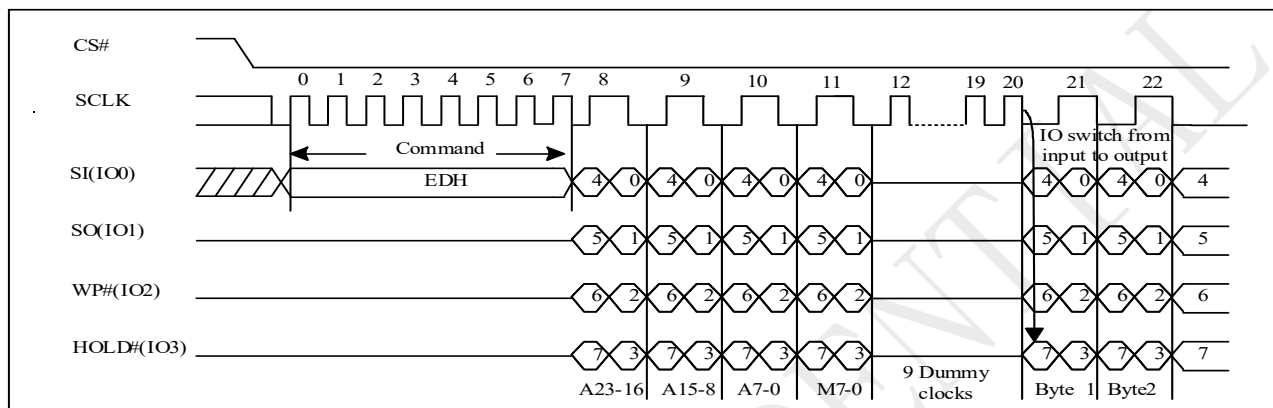 CS#
0 1 2 3 4 5 6 7 8 9 10 11 12 19 20 21 22
SCLK
Command
IO switch from
input to output
SI(IO0)
EDH
4 0 4 0 4 0 4 0 4 0 4 0 4
SO(IO1)
5 1 5 1 5 1 5 1 5 1 5 1 5
WP#(IO2)
6 2 6 2 6 2 6 2 6 2 6 2 6
HOLD#(IO3)
7 3 7 3 7 3 7 3 7 3 7 3 7
A23-16 A15-8 A7-0 M7-0
9 Dummy
clocks
Byte 1 Byte2